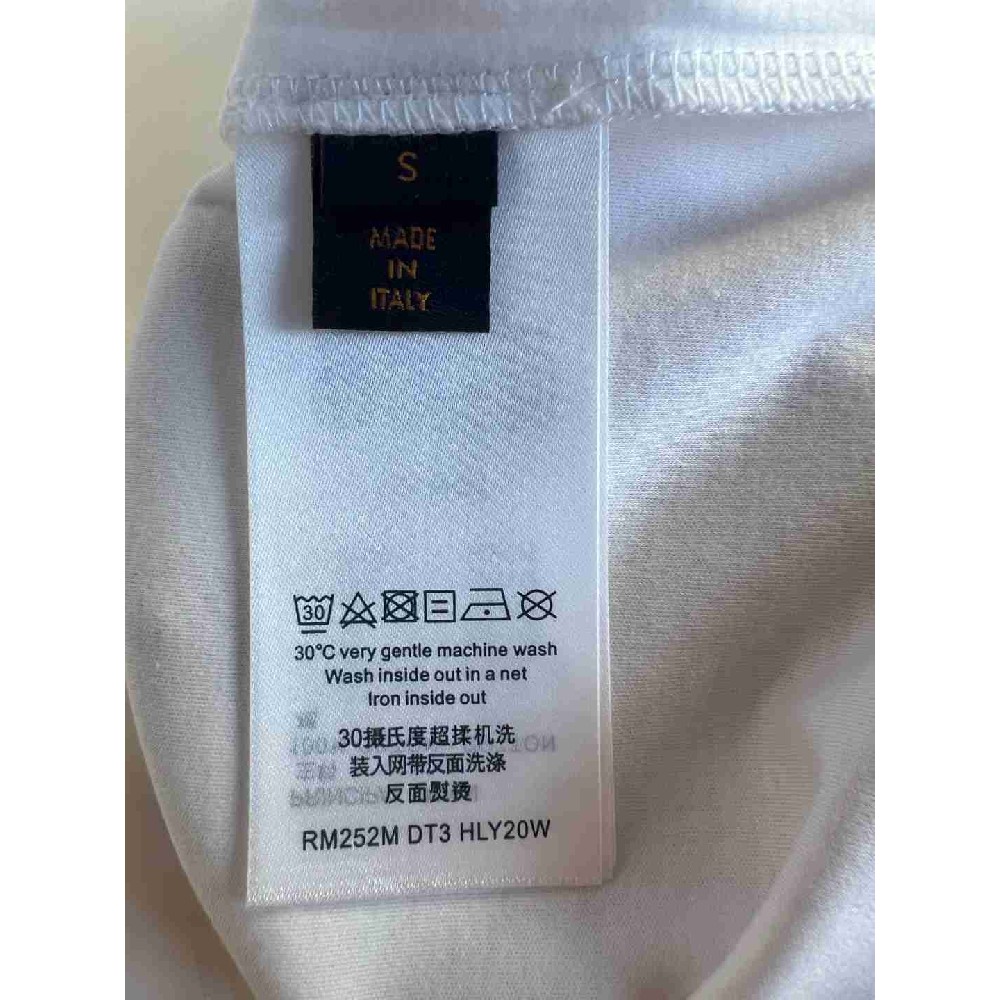 S
MADE
IN
ITALY
30
30°C very gentle machine wash
Wash inside out in a net
Iron inside out
30摄氏度超揉机洗
装入网带反面洗涤
反面熨烫
RM252M DT3 HLY20W